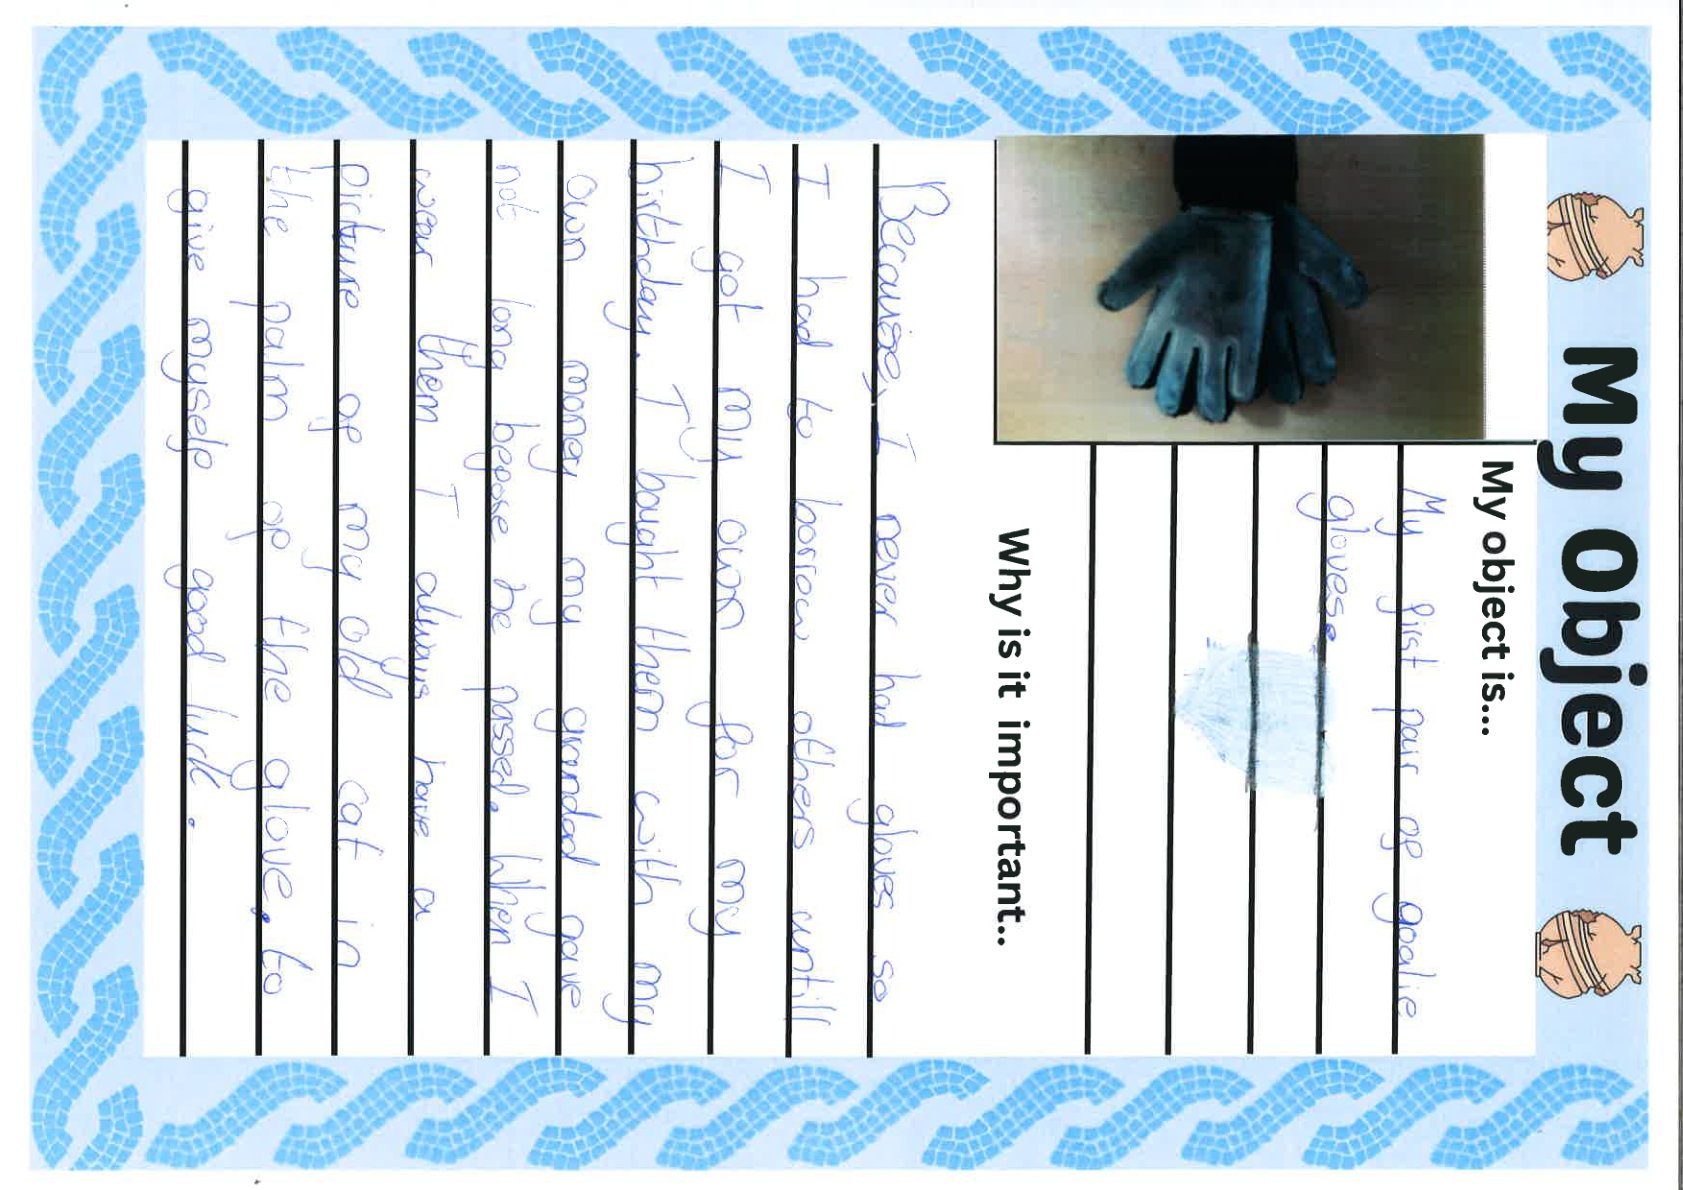 My Object
My object is...
My first pair of goalie
gloves.
Why is it important..
Because, I never had gloves so
I had to borrow others untill
I got my own for my
birthday. I bought them with my
own money my grandad gave
not long before he passed. When I
wear them I always have a
picture of my old cat in
the palm of the glove. to
give myself good luck.